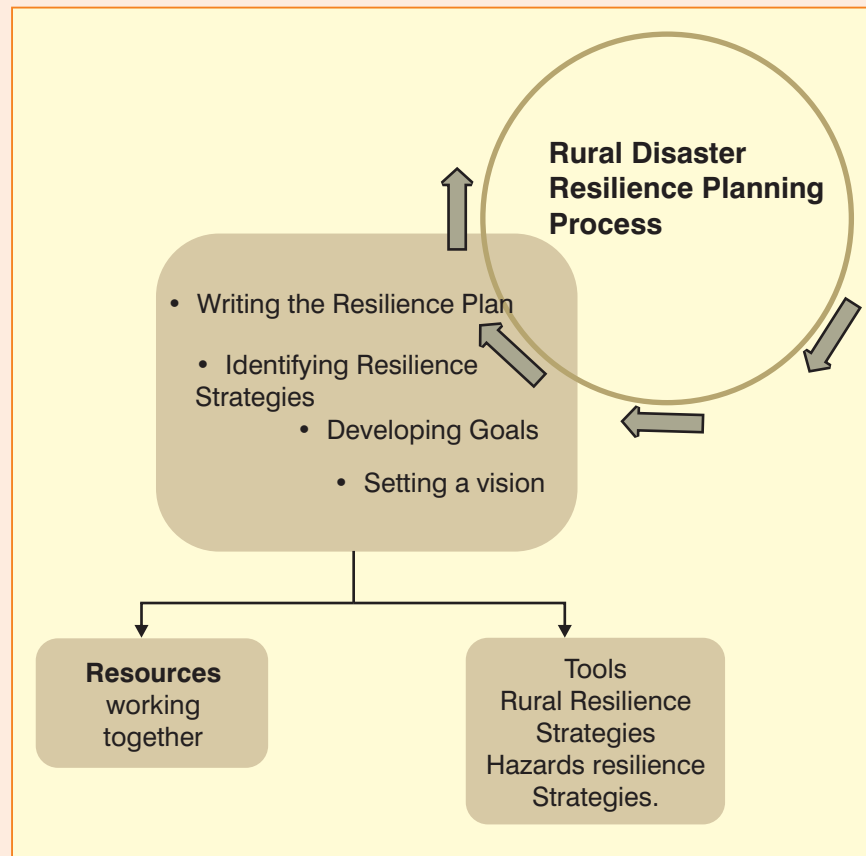 Rural Disaster
Resilience Planning
Process
• Writing the Resilience Plan
• Identifying Resilience
Strategies
• Developing Goals
• Setting a vision
Resources
working
together
Tools
Rural Resilience
Strategies
Hazards resilience
Strategies.